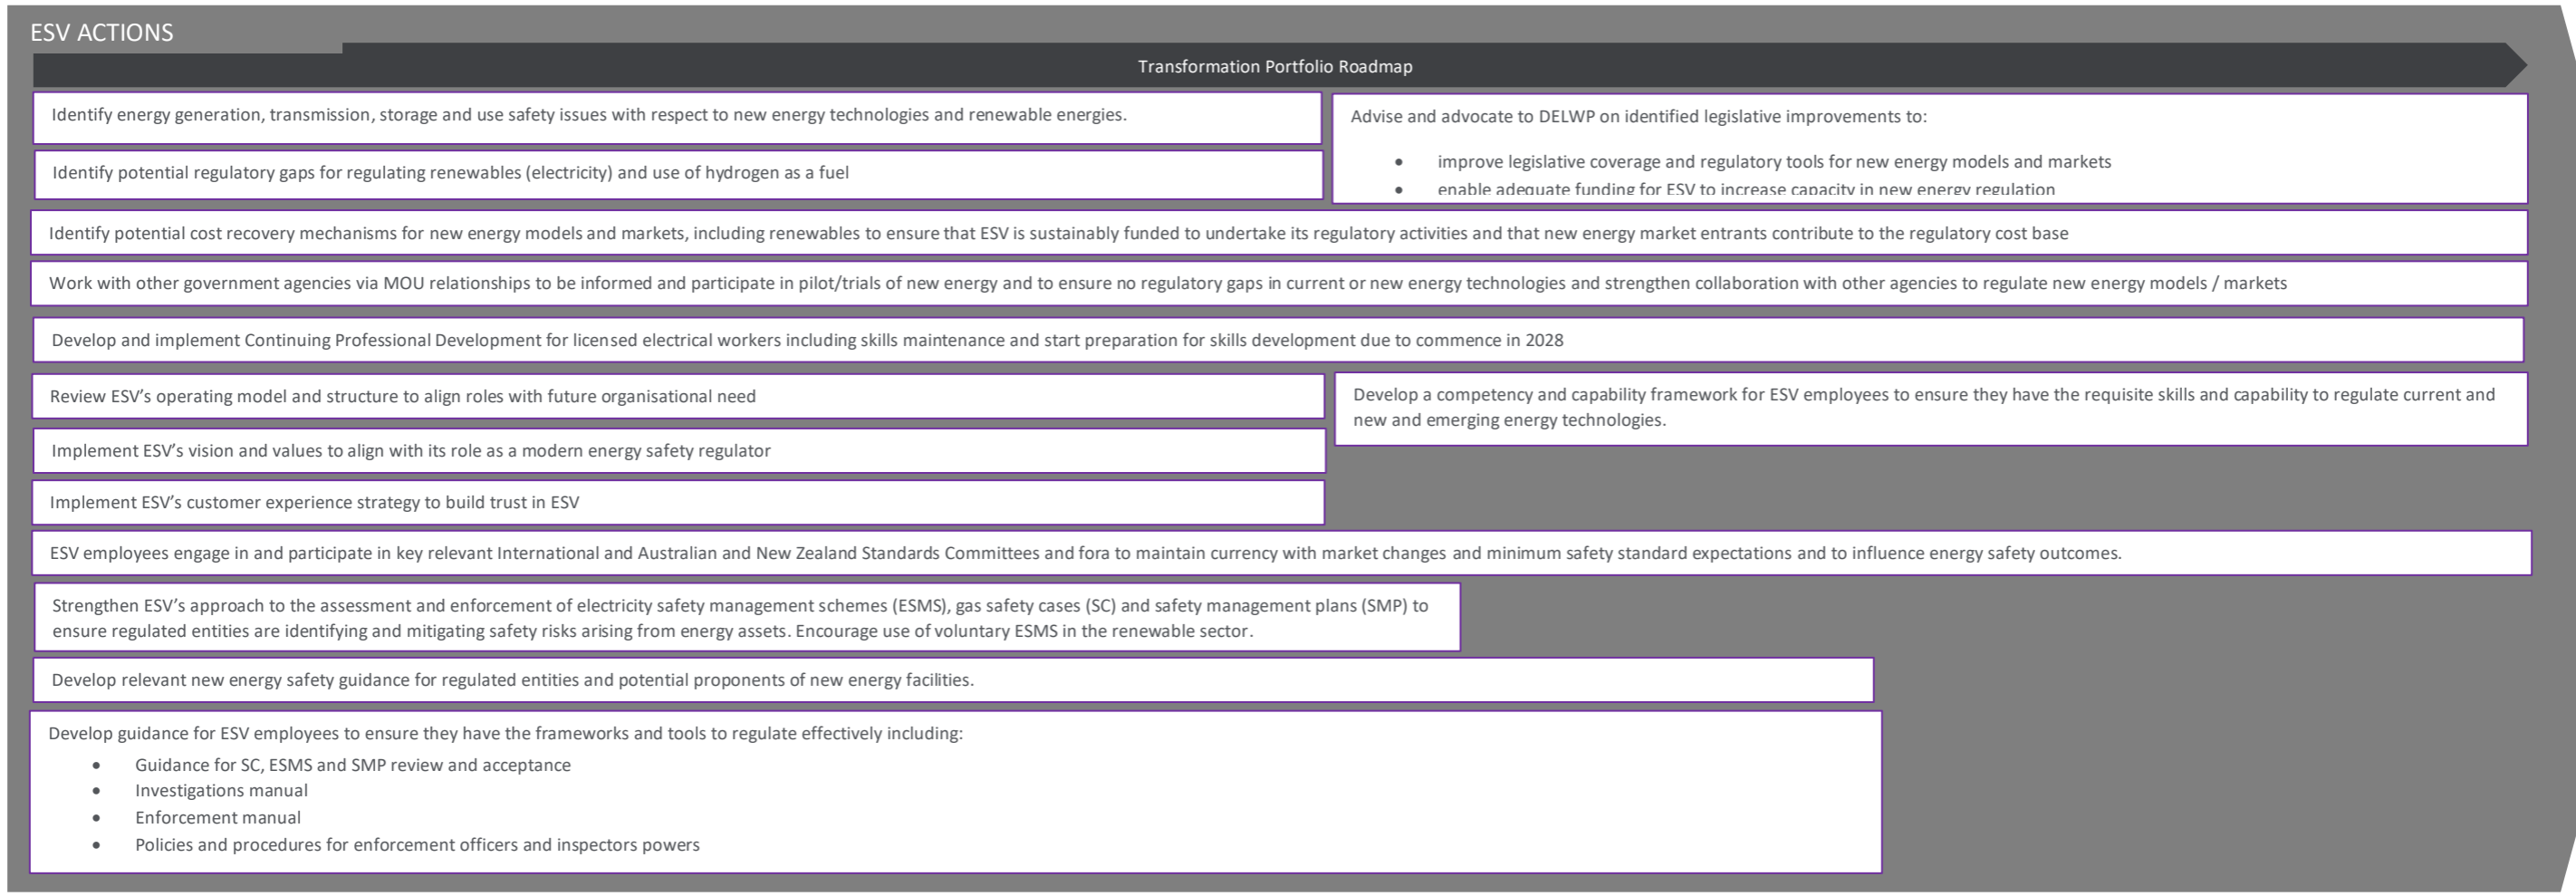 ESV ACTIONS
Transformation Portfolio Roadmap
Identify energy generation, transmission, storage and use safety issues with respect to new energy technologies and renewable energies.
Identify potential regulatory gaps for regulating renewables (electricity) and use of hydrogen as a fuel
Advise and advocate to DELWP on identified legislative improvements to:
• improve legislative coverage and regulatory tools for new energy models and markets
• enable adequate funding for ESV to increase capacity in new energy regulation
Identify potential cost recovery mechanisms for new energy models and markets, including renewables to ensure that ESV is sustainably funded to undertake its regulatory activities and that new energy market entrants contribute to the regulatory cost base
Work with other government agencies via MOU relationships to be informed and participate in pilot/trials of new energy and to ensure no regulatory gaps in current or new energy technologies and strengthen collaboration with other agencies to regulate new energy models / markets
Develop and implement Continuing Professional Development for licensed electrical workers including skills maintenance and start preparation for skills development due to commence in 2028
Review ESV’s operating model and structure to align roles with future organisational need
Develop a competency and capability framework for ESV employees to ensure they have the requisite skills and capability to regulate current and
new and emerging energy technologies.
Implement ESV’s vision and values to align with its role as a modern energy safety regulator
Implement ESV’s customer experience strategy to build trust in ESV
ESV employees engage in and participate in key relevant International and Australian and New Zealand Standards Committees and fora to maintain currency with market changes and minimum safety standard expectations and to influence energy safety outcomes.
Strengthen ESV’s approach to the assessment and enforcement of electricity safety management schemes (ESMS), gas safety cases (SC) and safety management plans (SMP) to
ensure regulated entities are identifying and mitigating safety risks arising from energy assets. Encourage use of voluntary ESMS in the renewable sector.
Develop relevant new energy safety guidance for regulated entities and potential proponents of new energy facilities.
Develop guidance for ESV employees to ensure they have the frameworks and tools to regulate effectively including:
• Guidance for SC, ESMS and SMP review and acceptance
• Investigations manual
• Enforcement manual
• Policies and procedures for enforcement officers and inspectors powers